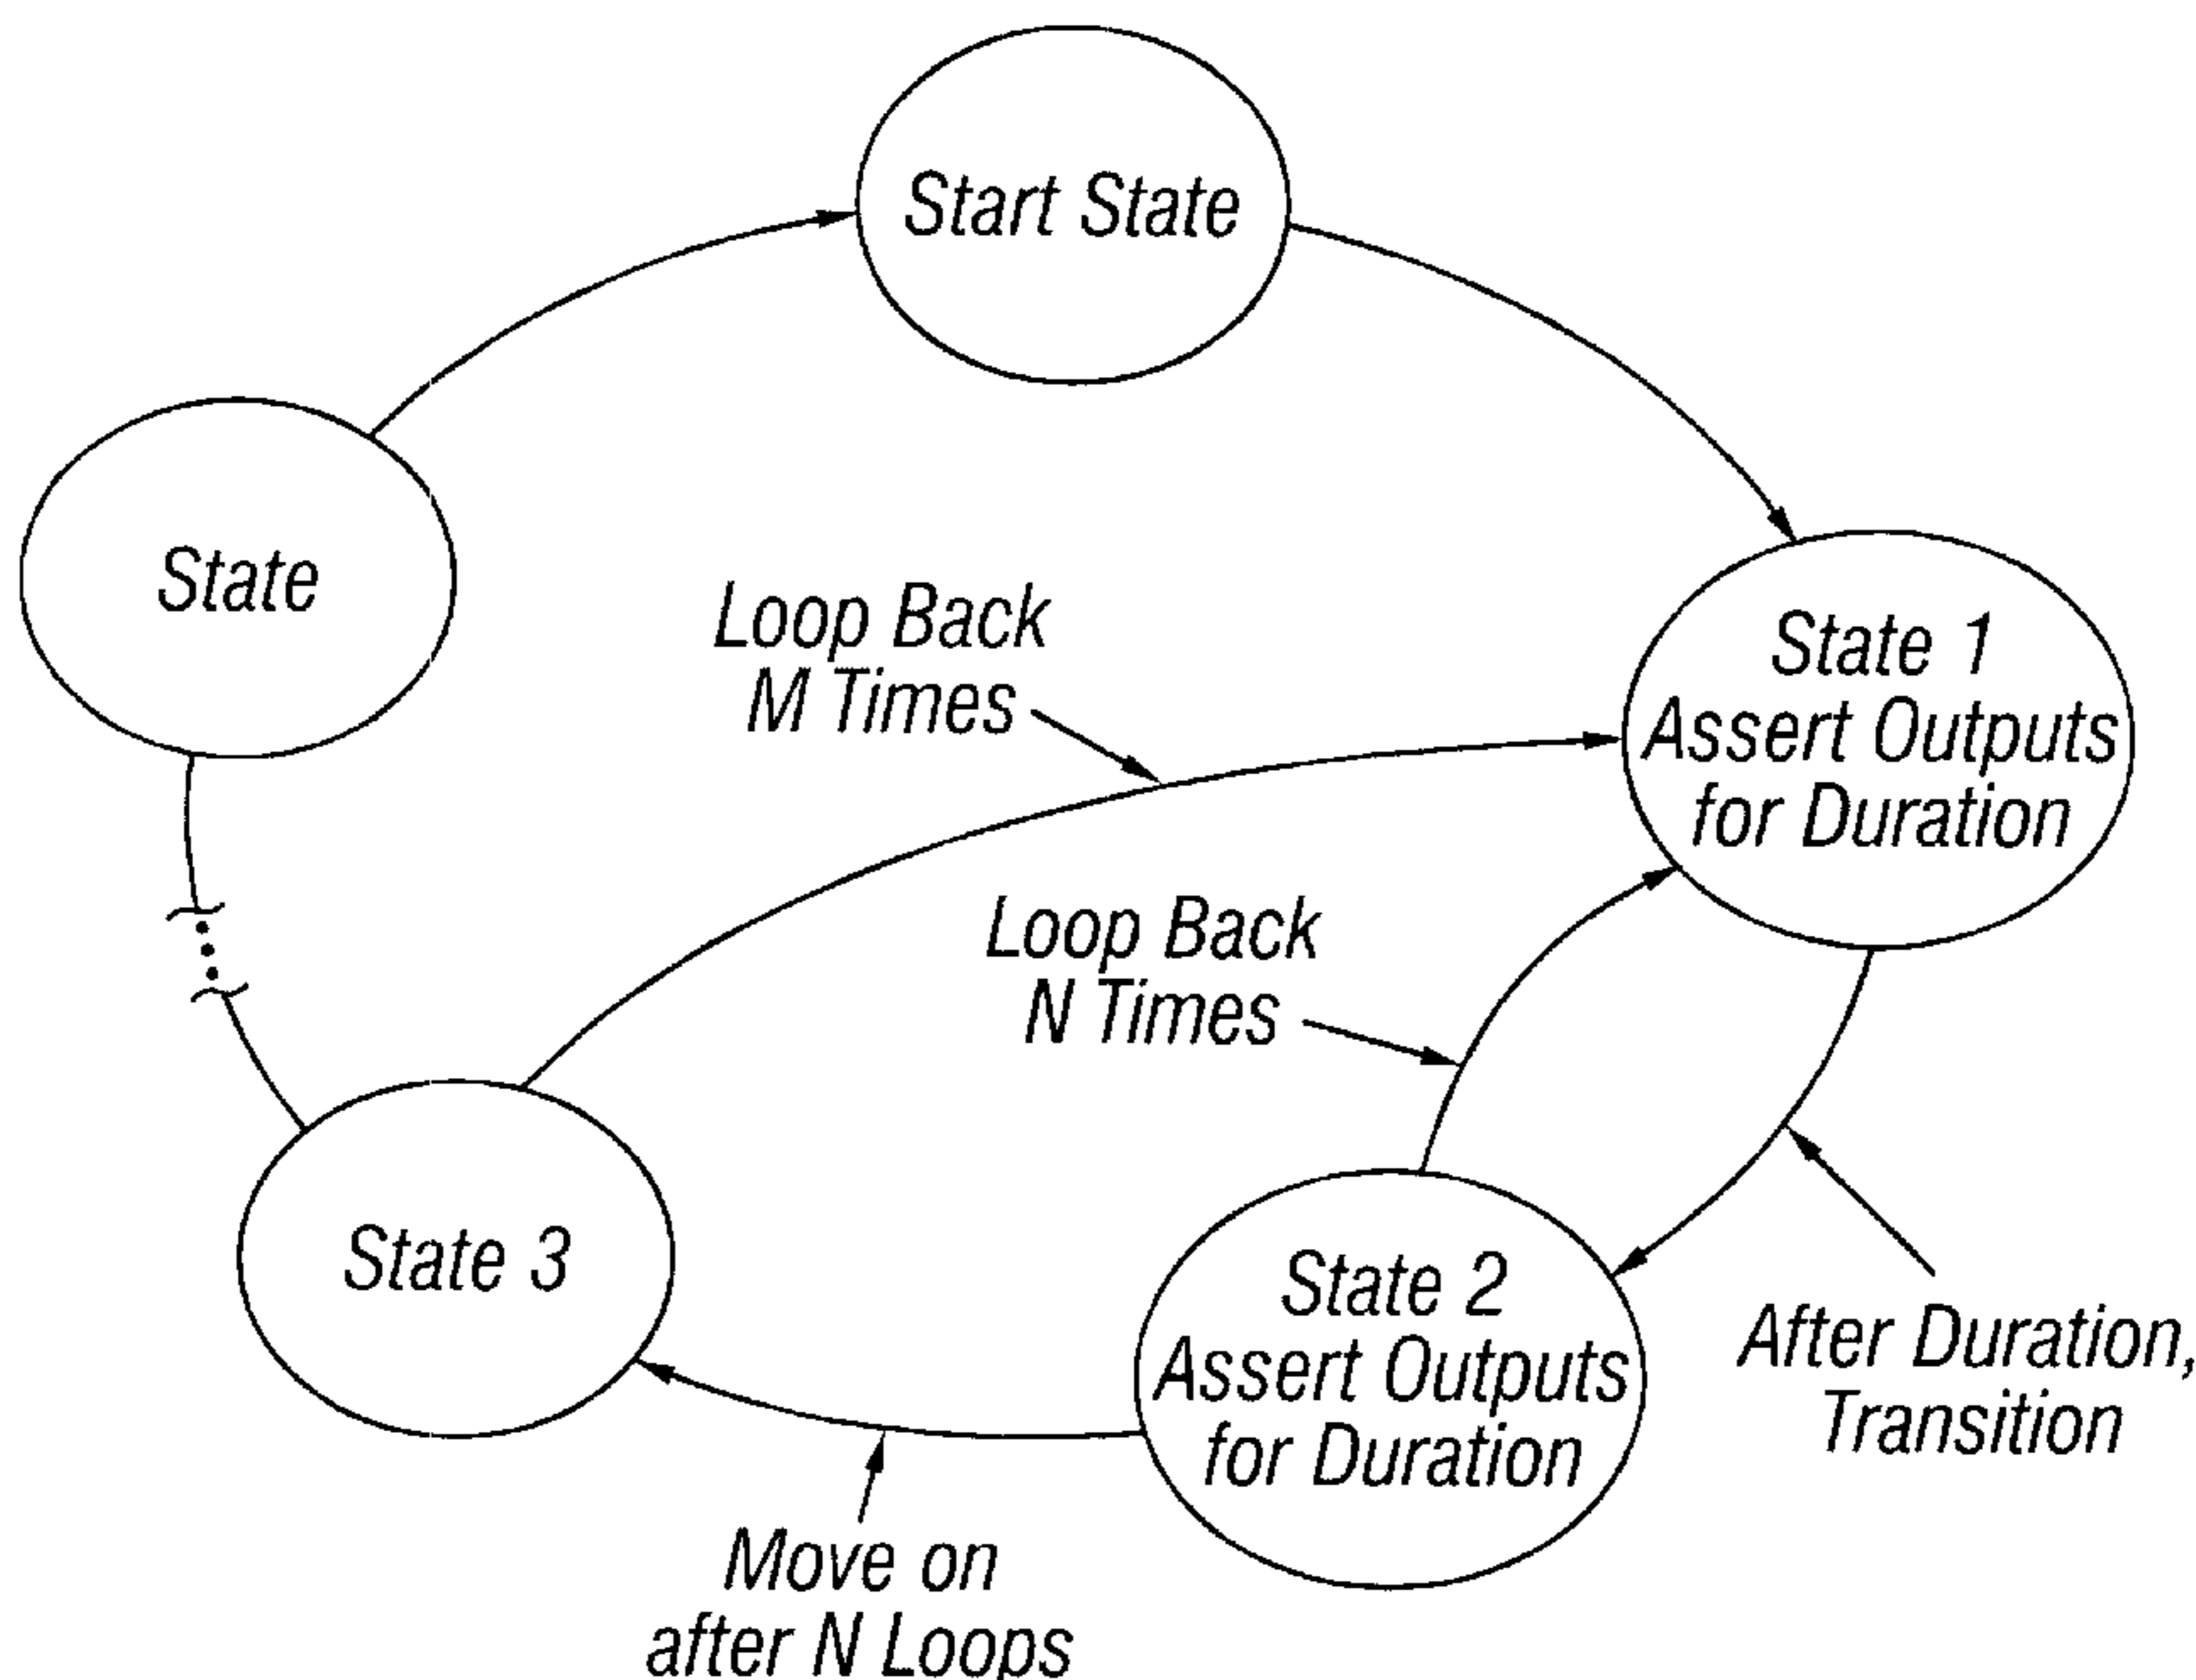 Start State
State
Loop Back
M Times
State 1
Assert Outputs
for Duration
Loop Back
N Times
State 3
State 2
Assert Outputs
for Duration
After Duration,
Transition
Move on
after N Loops